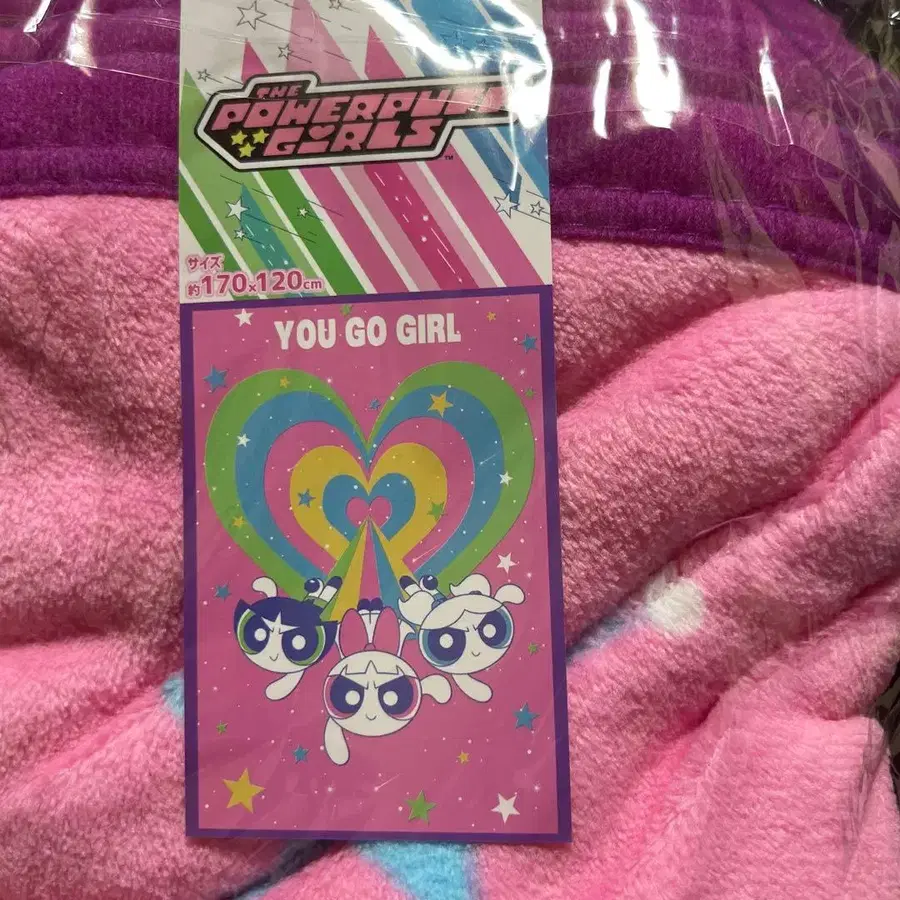 THE
POWERPUFF
GIRLS
TM
サイズ
約170x120cm
YOU GO GIRL